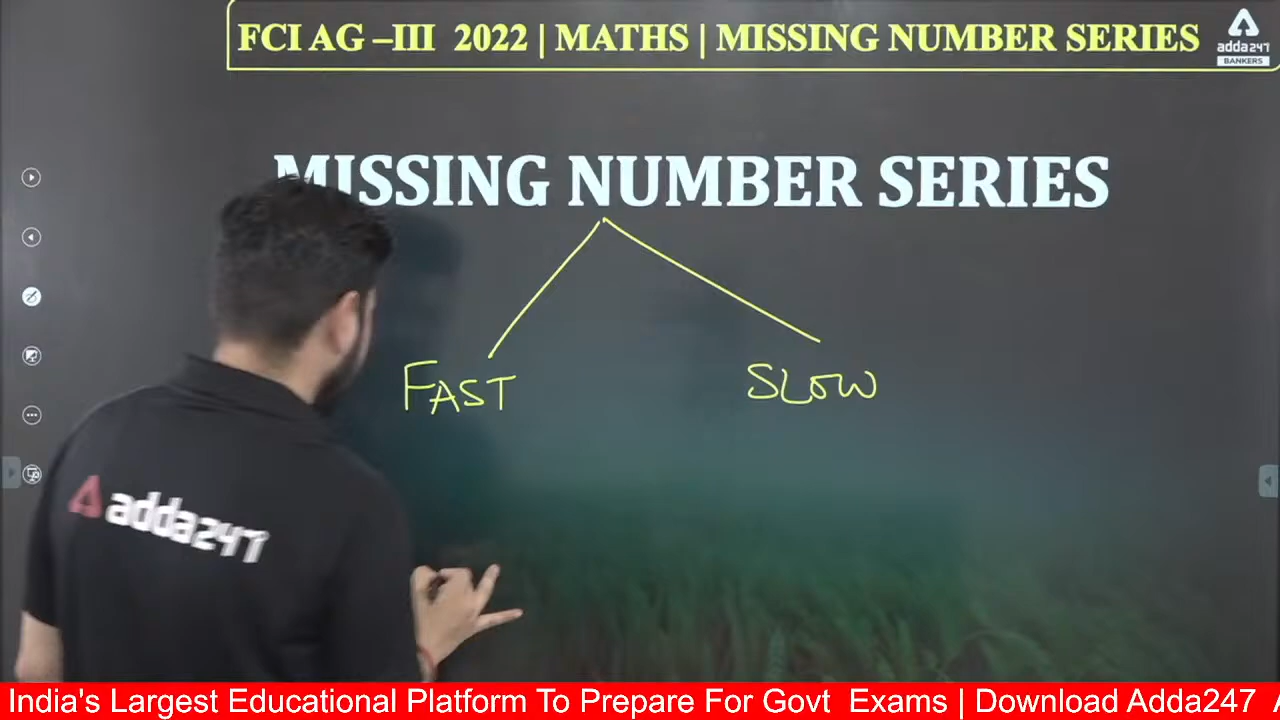 FCI AG –III 2022 | MATHS | MISSING NUMBER SERIES
adda247
BANKERS
MISSING NUMBER SERIES
FAST
SLOW
adda247
India's Largest Educational Platform To Prepare For Govt Exams | Download Adda247